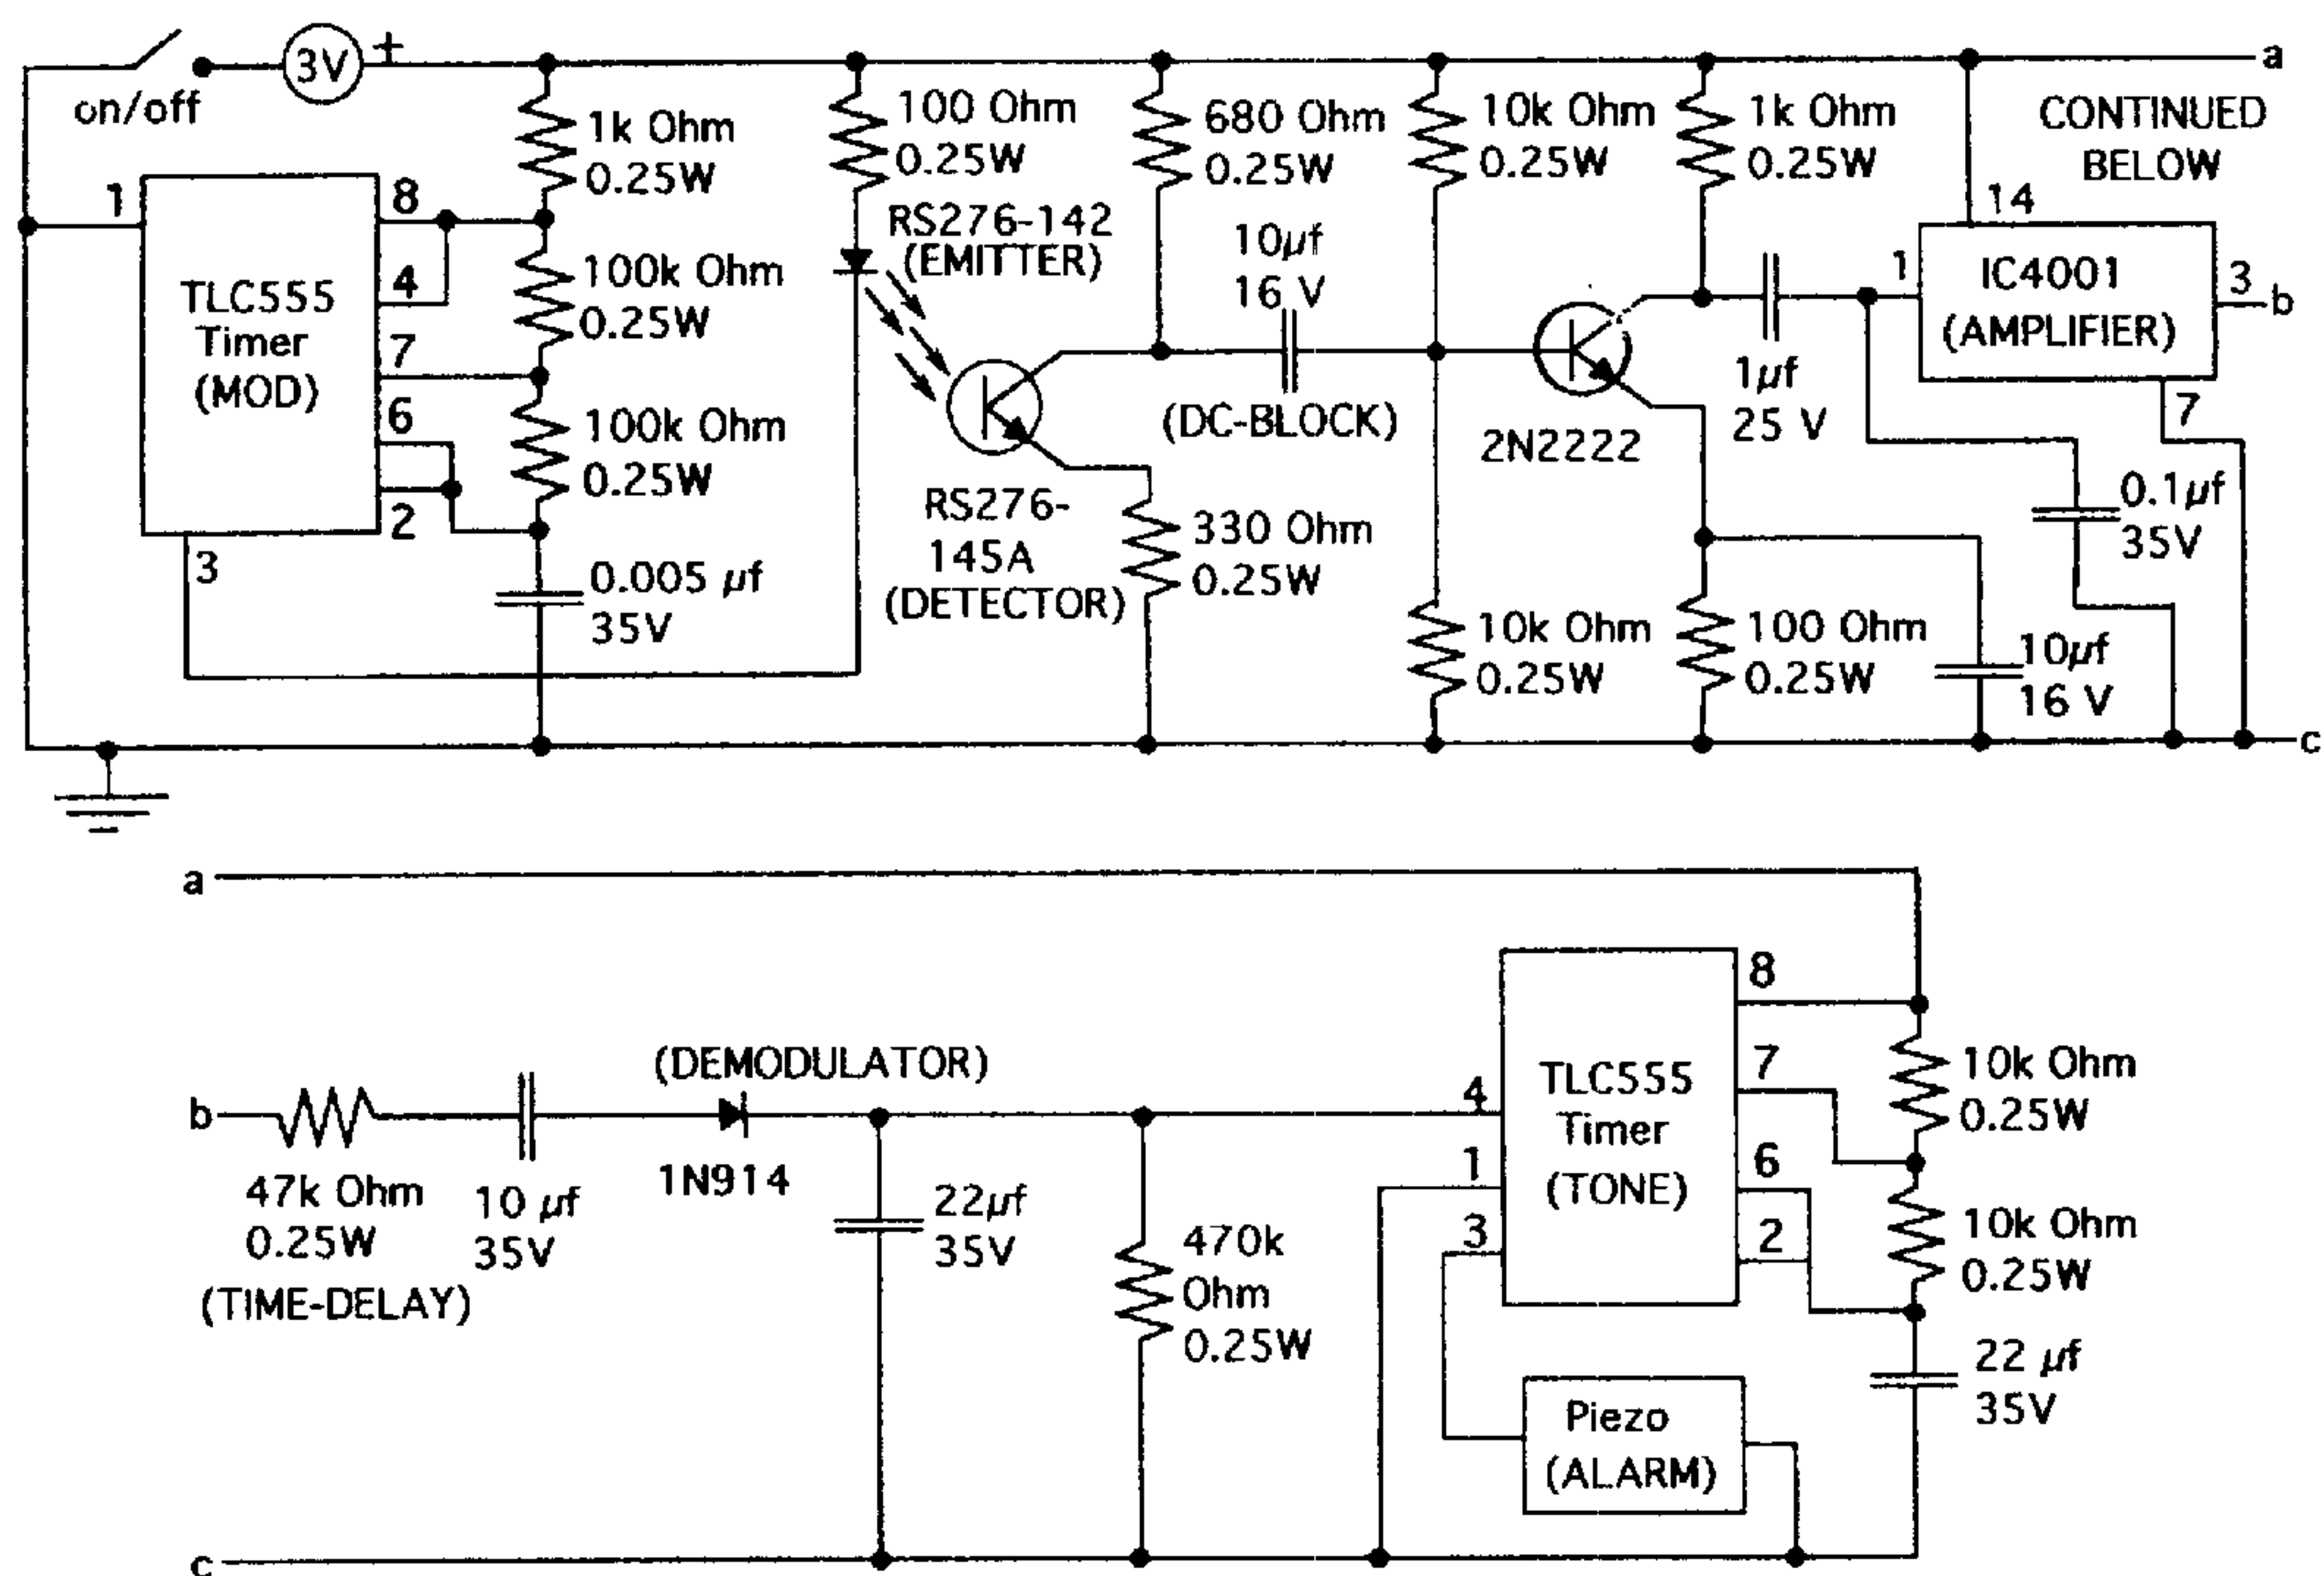 3V
+
on/off
a
1k Ohm
0.25W
100 Ohm
0.25W
680 Ohm
0.25W
10k Ohm
0.25W
1k Ohm
0.25W
CONTINUED
BELOW
1
8
4
7
6
2
3
TLC555
Timer
(MOD)
100k Ohm
0.25W
100k Ohm
0.25W
0.005 µf
35V
RS276-142
(EMITTER)
10µf
16 V
(DC-BLOCK)
RS276-
145A
(DETECTOR)
330 Ohm
0.25W
2N2222
10k Ohm
0.25W
1µf
25 V
100 Ohm
0.25W
14
1
IC4001
(AMPLIFIER)
3
b
7
0.1µf
35V
10µf
16 V
c
a
b
47k Ohm
0.25W
(TIME-DELAY)
10 µf
35V
(DEMODULATOR)
1N914
22µf
35V
470k
Ohm
0.25W
4
1
3
TLC555
Timer
(TONE)
8
7
6
2
10k Ohm
0.25W
10k Ohm
0.25W
22 µf
35V
Piezo
(ALARM)
c